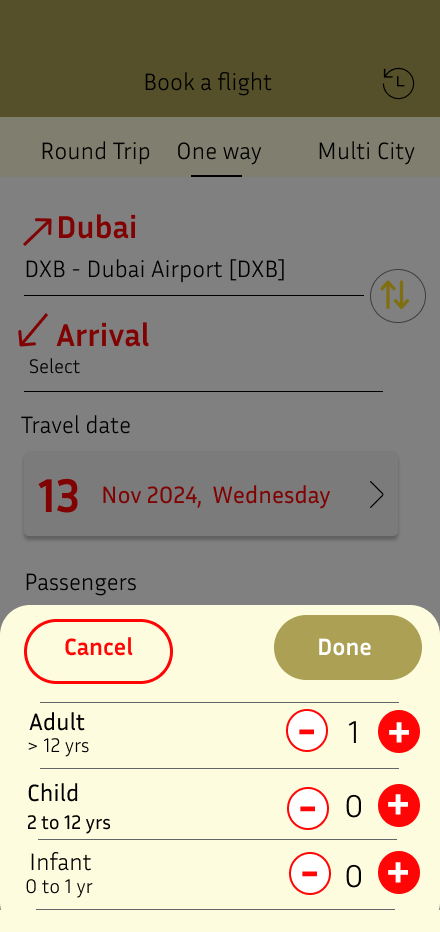 Book a flight
Round Trip One way Multi City
Dubai
DXB - Dubai Airport [DXB]
Arrival
Select
Travel date
13 Nov 2024, Wednesday
Passengers
Cancel Done
Adult
> 12 yrs
1
Child
2 to 12 yrs
0
Infant
0 to 1 yr
0